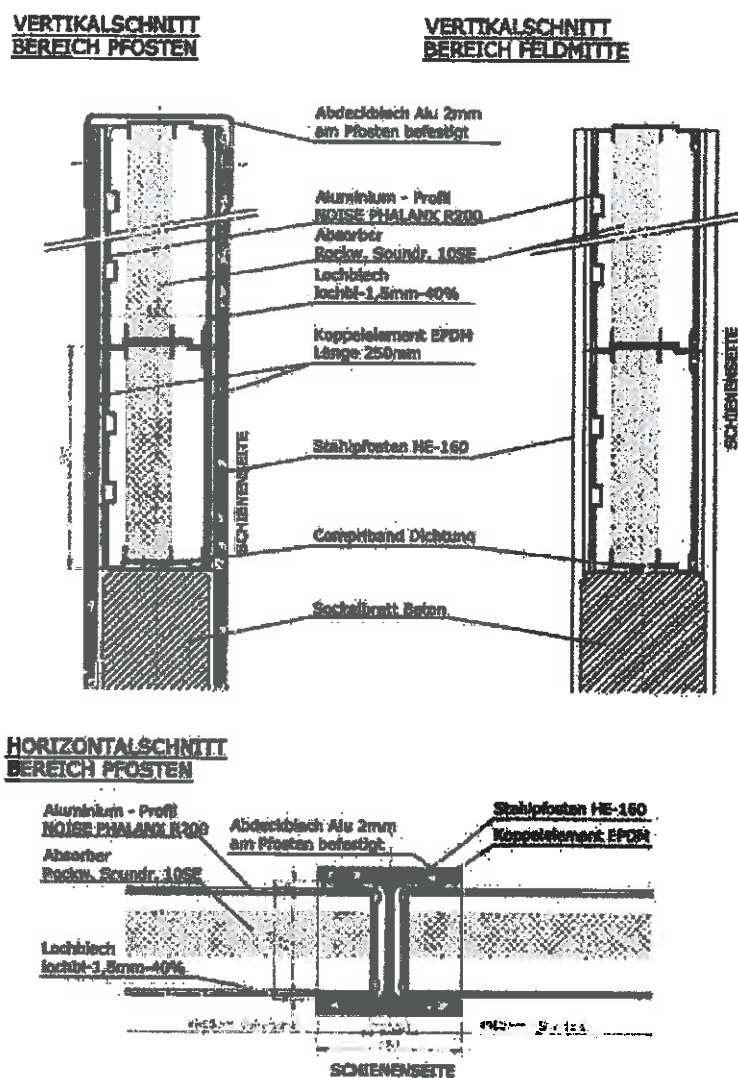 VERTIKALSCHNITT
BEREICH PFOSTEN
VERTIKALSCHNITT
BEREICH FELDMITTE
Abdeckblech Alu 2mm
am Pfosten befestigt
Aluminium - Profil
NOISE PHALANX R200
Absorber
Rockw. Soundr. 10SE
Lochblech
lochbl-1,5mm-40%
Koppelelement EPDM
Länge 250mm
Stahlpfosten HE-160
SCHIENENSEITE
SCHIENENSEITE
Compriband Dichtung
Sockelbrett Beton
HORIZONTALSCHNITT
BEREICH PFOSTEN
Aluminium - Profil
NOISE PHALANX R200
Abdeckblech Alu 2mm
am Pfosten befestigt
Stahlpfosten HE-160
Koppelelement EPDM
Absorber
Rockw. Soundr. 10SE
Lochblech
lochbl-1,5mm-40%
SCHIENENSEITE